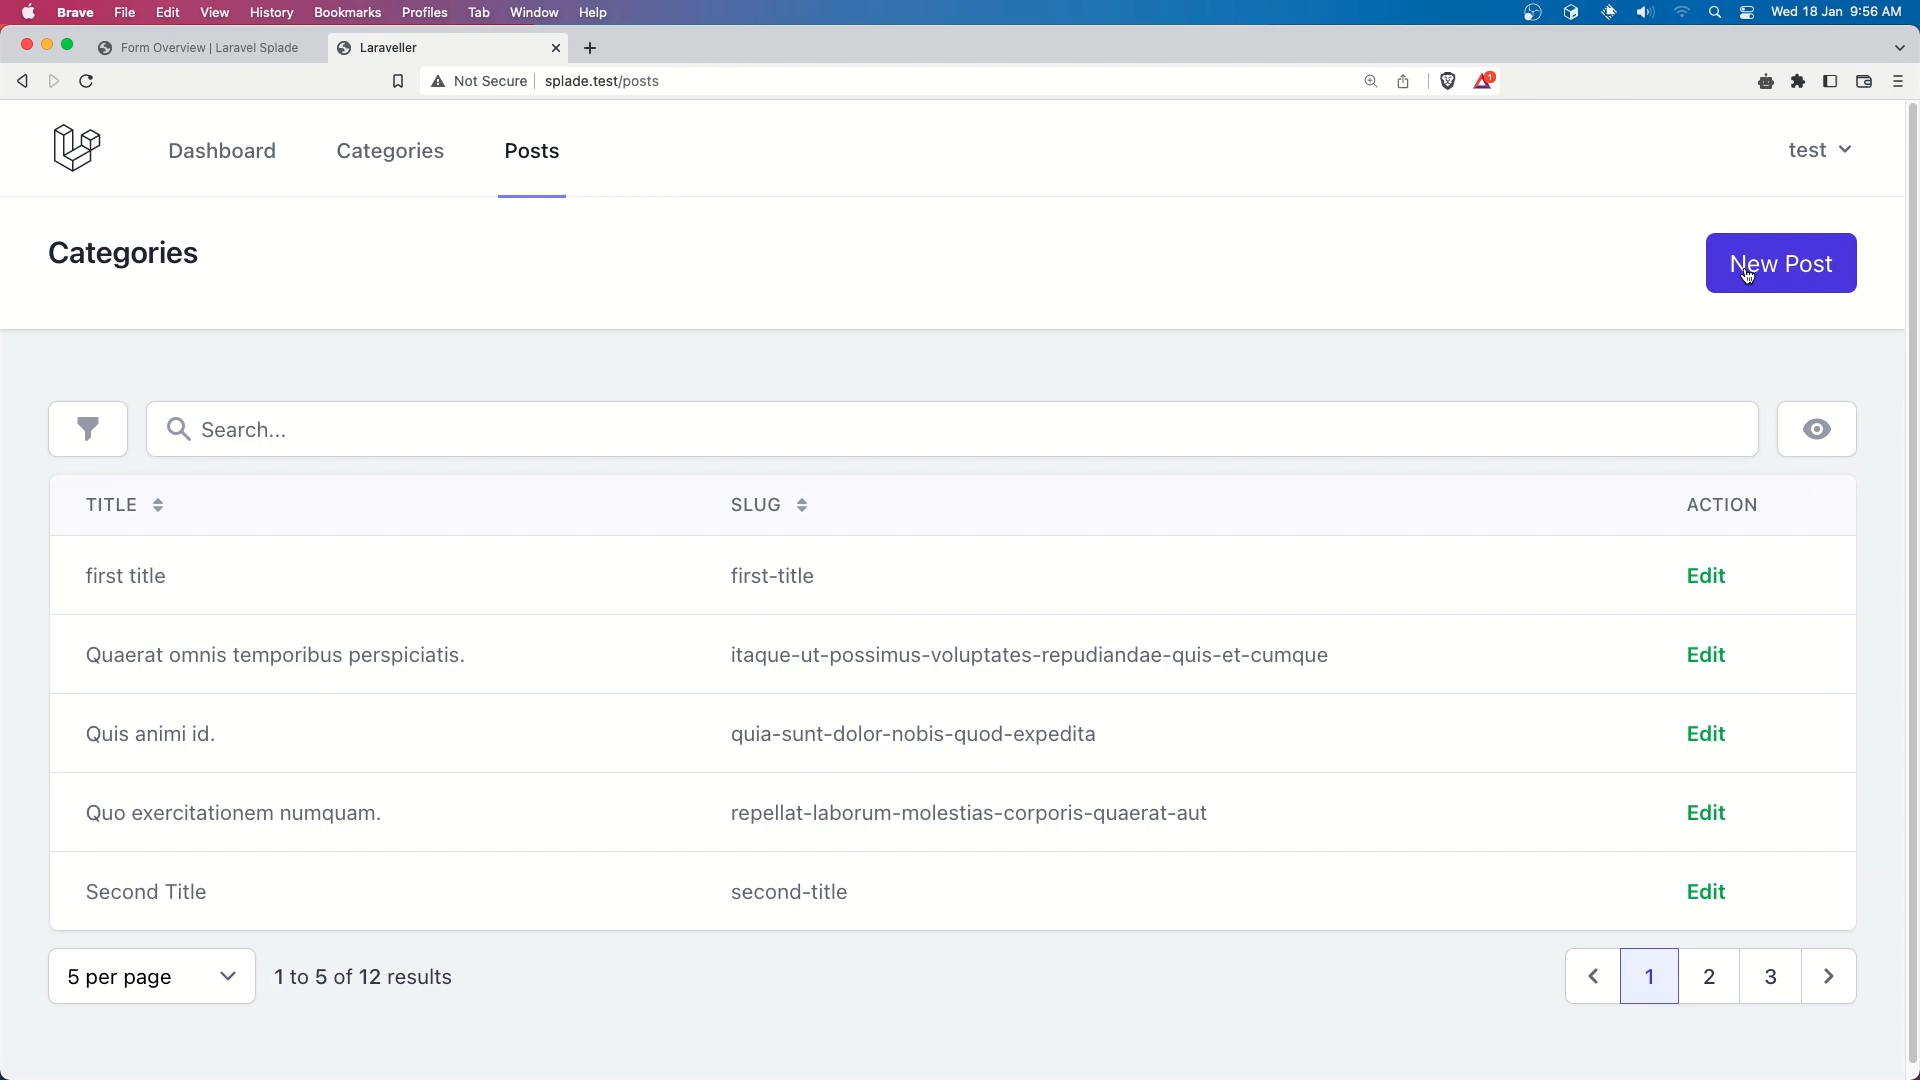 Brave File Edit View History Bookmarks Profiles Tab Window Help Wed 18 Jan 9:56 AM
Form Overview | Laravel Splade Laraveller
Not Secure splade.test/posts 1
Dashboard Categories Posts test
Categories New Post
Search...
TITLE SLUG ACTION
first title first-title Edit
Quaerat omnis temporibus perspiciatis. itaque-ut-possimus-voluptates-repudiandae-quis-et-cumque Edit
Quis animi id. quia-sunt-dolor-nobis-quod-expedita Edit
Quo exercitationem numquam. repellat-laborum-molestias-corporis-quaerat-aut Edit
Second Title second-title Edit
5 per page 1 to 5 of 12 results 1 2 3